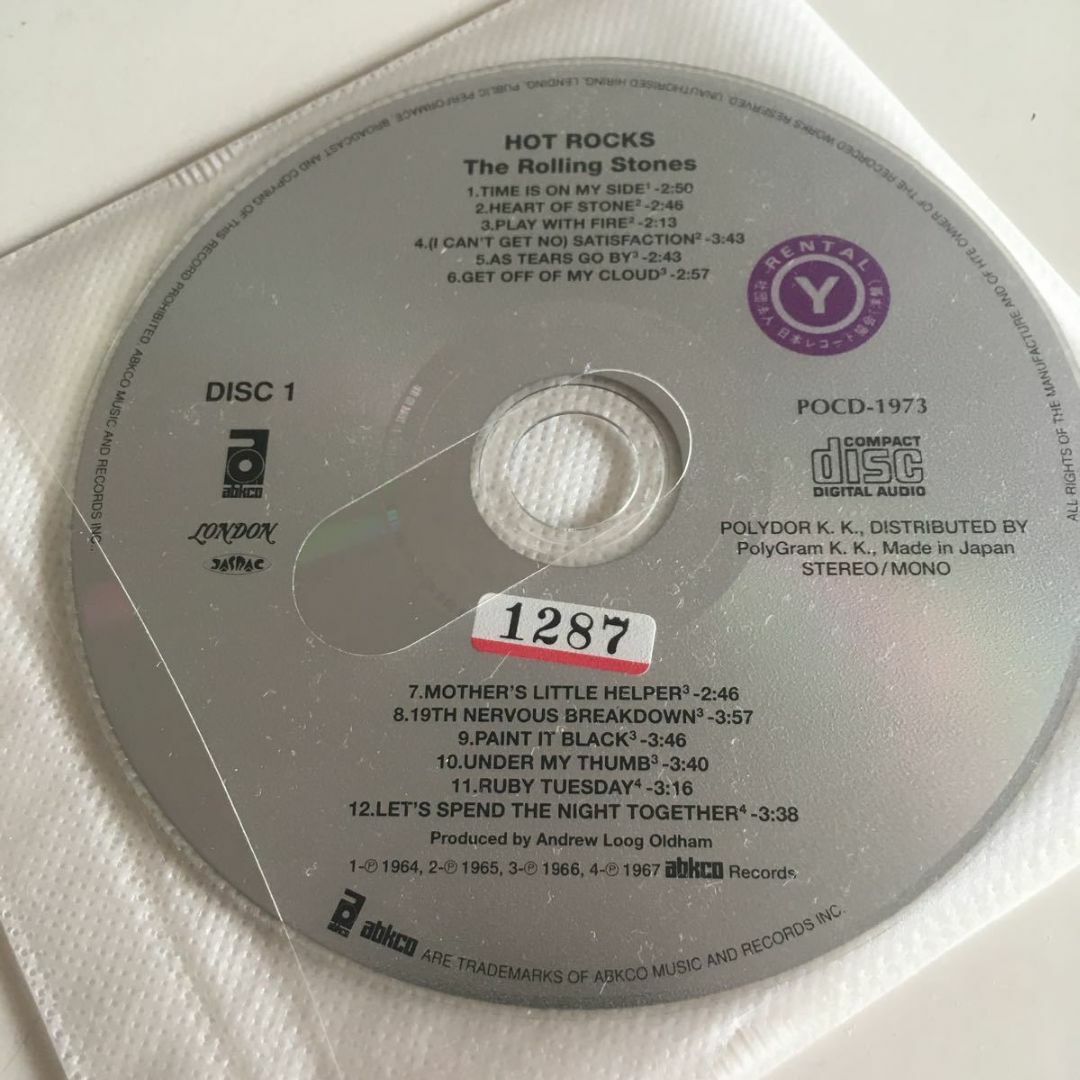 HOT ROCKS
The Rolling Stones
1.TIME IS ON MY SIDE¹-2:50
2.HEART OF STONE²-2:46
3.PLAY WITH FIRE²-2:13
4.(I CAN'T GET NO) SATISFACTION²-3:43
5.AS TEARS GO BY³-2:43
6.GET OFF OF MY CLOUD³-2:57
RENTAL
Y
日本レコード
DISC 1
abkco
LONDON
JASRAC
POCD-1973
COMPACT
disc
DIGITAL AUDIO
POLYDOR K. K., DISTRIBUTED BY
PolyGram K. K., Made in Japan
STEREO/MONO
1287
7.MOTHER'S LITTLE HELPER³-2:46
8.19TH NERVOUS BREAKDOWN³-3:57
9.PAINT IT BLACK³-3:46
10.UNDER MY THUMB³-3:40
11.RUBY TUESDAY⁴-3:16
12.LET'S SPEND THE NIGHT TOGETHER⁴-3:38
Produced by Andrew Loog Oldham
1-℗ 1964, 2-℗ 1965, 3-℗ 1966, 4-℗ 1967 abkco Records
abkco abkco ARE TRADEMARKS OF ABKCO MUSIC AND RECORDS INC.
ALL RIGHTS OF THE MANUFACTURE AND OF HTE OWNER OF THE RECORDED WORKS RESERVED. UNAUTHORISED HIRING, LENDING, PUBLIC PERFORMACE BROADCAST AND COPYING OF THIS RECORD PROHIBITED. ABKCO MUSIC AND RECORDS INC..